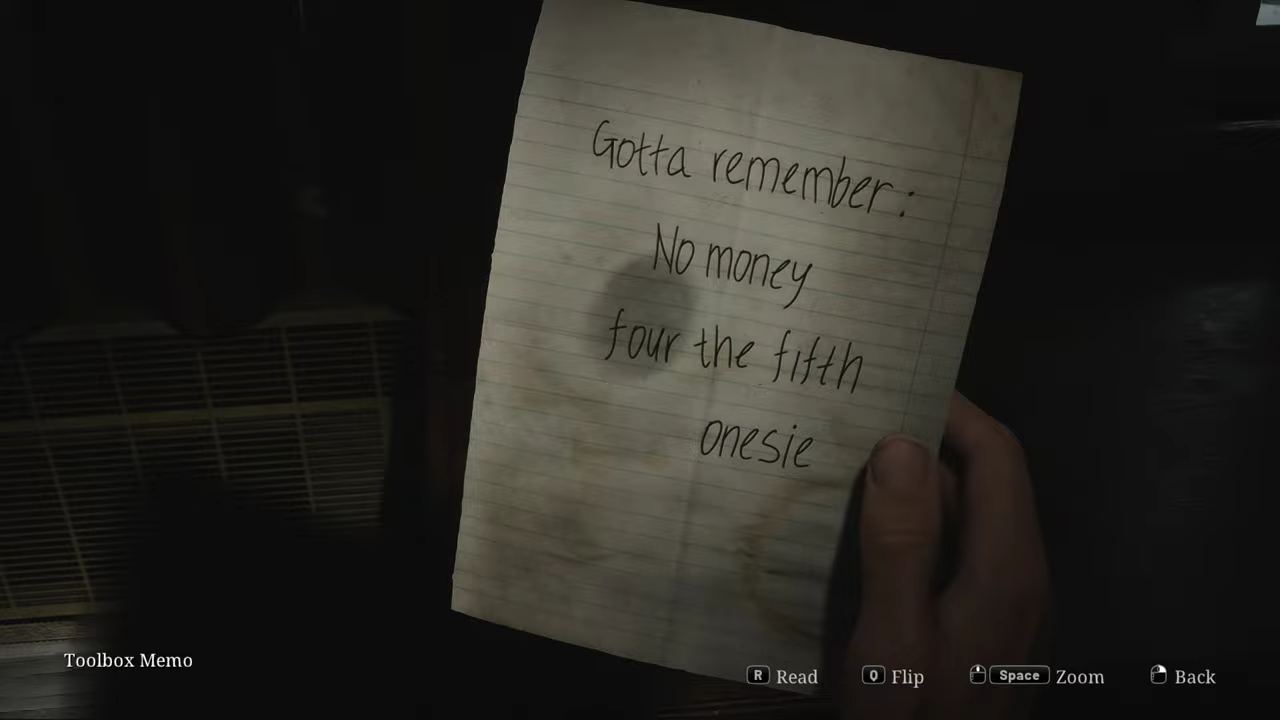 Gotta remember:
No money
four the fifth
onesie
Toolbox Memo
R Read Q Flip Space Zoom Back